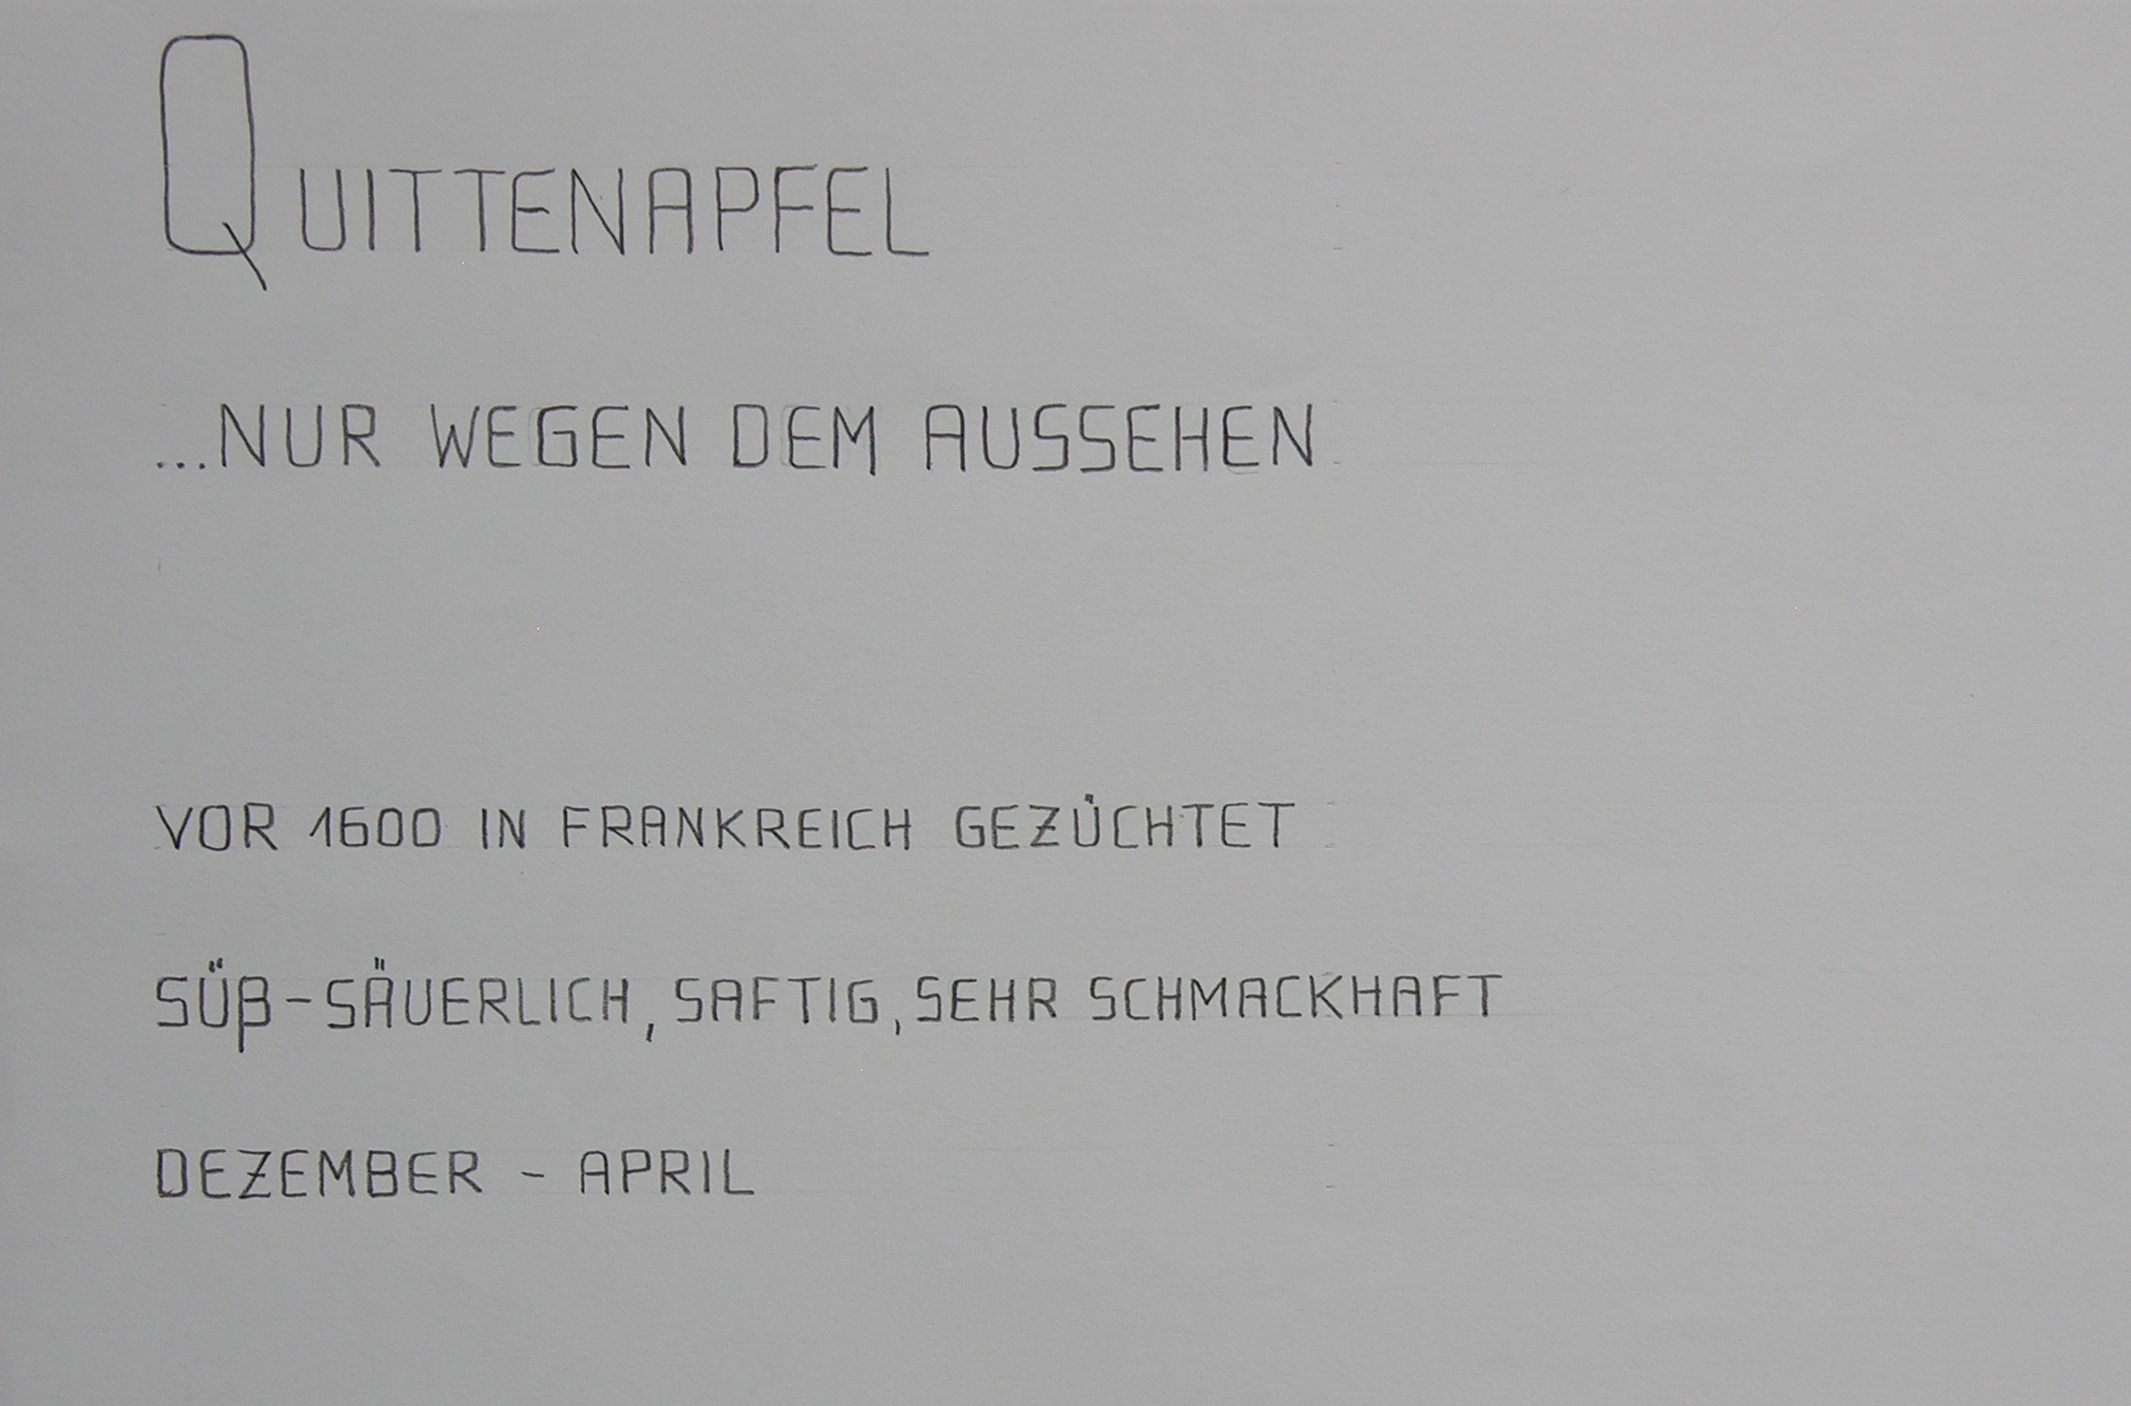 QUITTENAPFEL
...NUR WEGEN DEM AUSSEHEN
VOR 1600 IN FRANKREICH GEZÜCHTET
SÜß-SÄUERLICH, SAFTIG, SEHR SCHMACKHAFT
DEZEMBER - APRIL